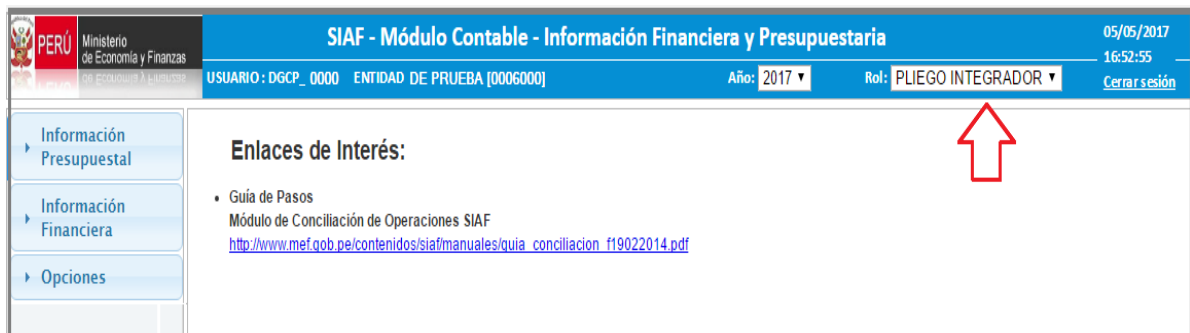 PERÚ
Ministerio
de Economía y Finanzas
SIAF - Módulo Contable - Información Financiera y Presupuestaria
05/05/2017
16:52:55
USUARIO : DGCP_ 0000 ENTIDAD DE PRUEBA [0006000]
Año: 2017
Rol: PLIEGO INTEGRADOR
Cerrar sesión
Información
Presupuestal
Información
Financiera
Opciones
Enlaces de Interés:
• Guía de Pasos
Módulo de Conciliación de Operaciones SIAF
http://www.mef.gob.pe/contenidos/siaf/manuales/guia_conciliacion_f19022014.pdf